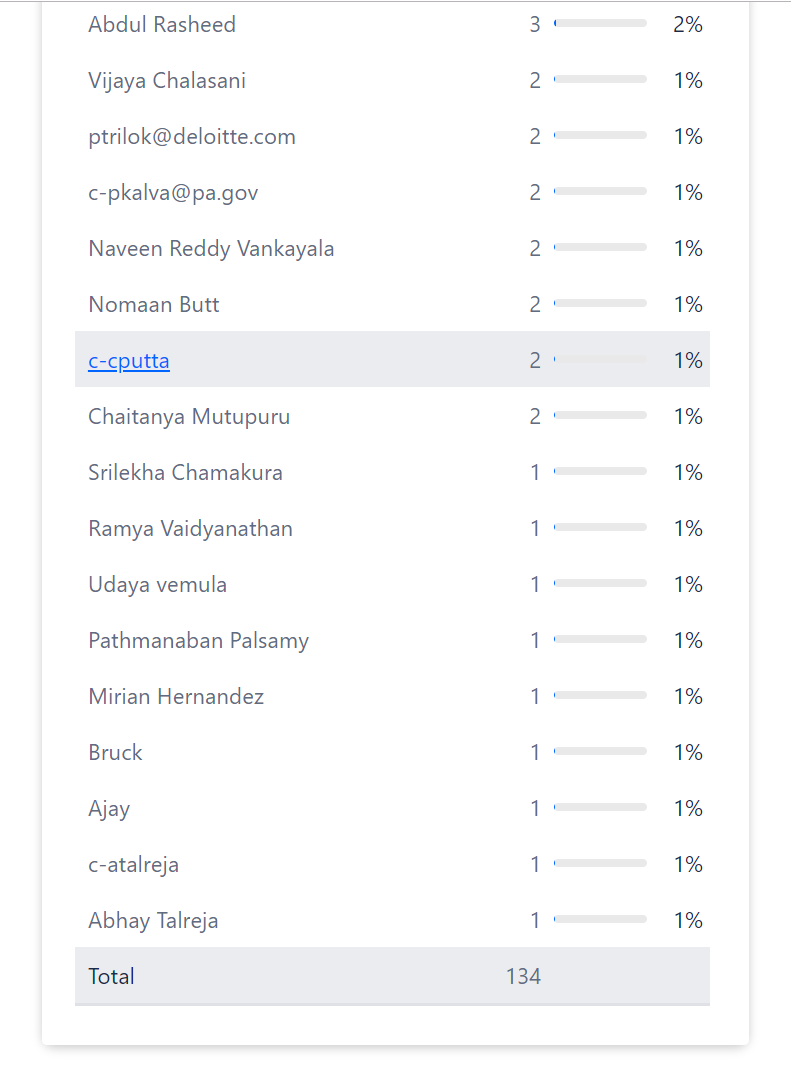 Abdul Rasheed 3 2%
Vijaya Chalasani 2 1%
ptrilok@deloitte.com 2 1%
c-pkalva@pa.gov 2 1%
Naveen Reddy Vankayala 2 1%
Nomaan Butt 2 1%
c-cputta 2 1%
Chaitanya Mutupuru 2 1%
Srilekha Chamakura 1 1%
Ramya Vaidyanathan 1 1%
Udaya vemula 1 1%
Pathmanaban Palsamy 1 1%
Mirian Hernandez 1 1%
Bruck 1 1%
Ajay 1 1%
c-atalreja 1 1%
Abhay Talreja 1 1%
Total 134